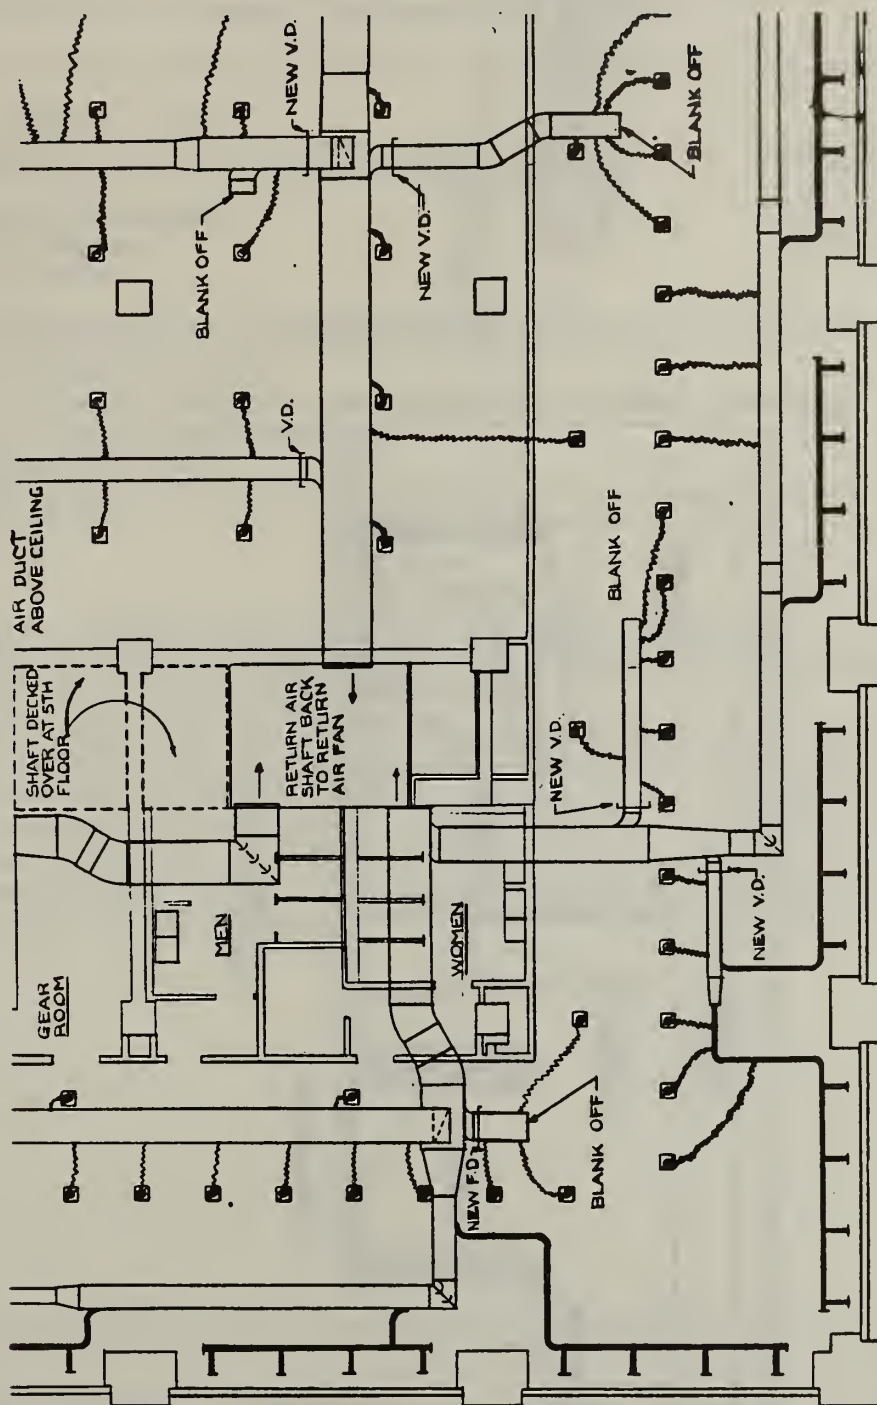 AIR DUCT
ABOVE CEILING
SHAFT DECKED
OVER AT 5TH
FLOOR
GEAR
ROOM
BLANK OFF
NEW V.D.
V.D.
RETURN AIR
SHAFT BACK
TO RETURN
AIR FAN
MEN
NEW V.D.
WOMEN
NEW F.D.
BLANK OFF
NEW V.D.
BLANK OFF
BLANK OFF
NEW V.D.